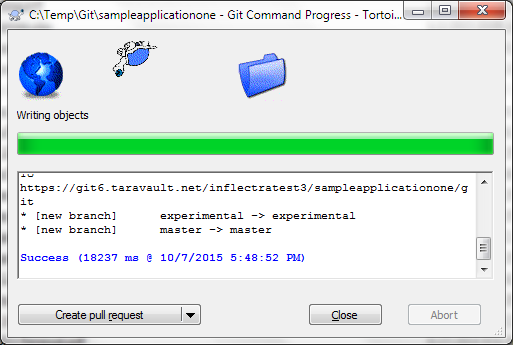 C:\Temp\Git\sampleapplicationone - Git Command Progress - Tortoi...
Writing objects
https://git6.taravault.net/inflectratest3/sampleapplicationone/g
it
* [new branch]      experimental -> experimental
* [new branch]      master -> master
Success (18237 ms @ 10/7/2015 5:48:52 PM)
Create pull request
Close
Abort